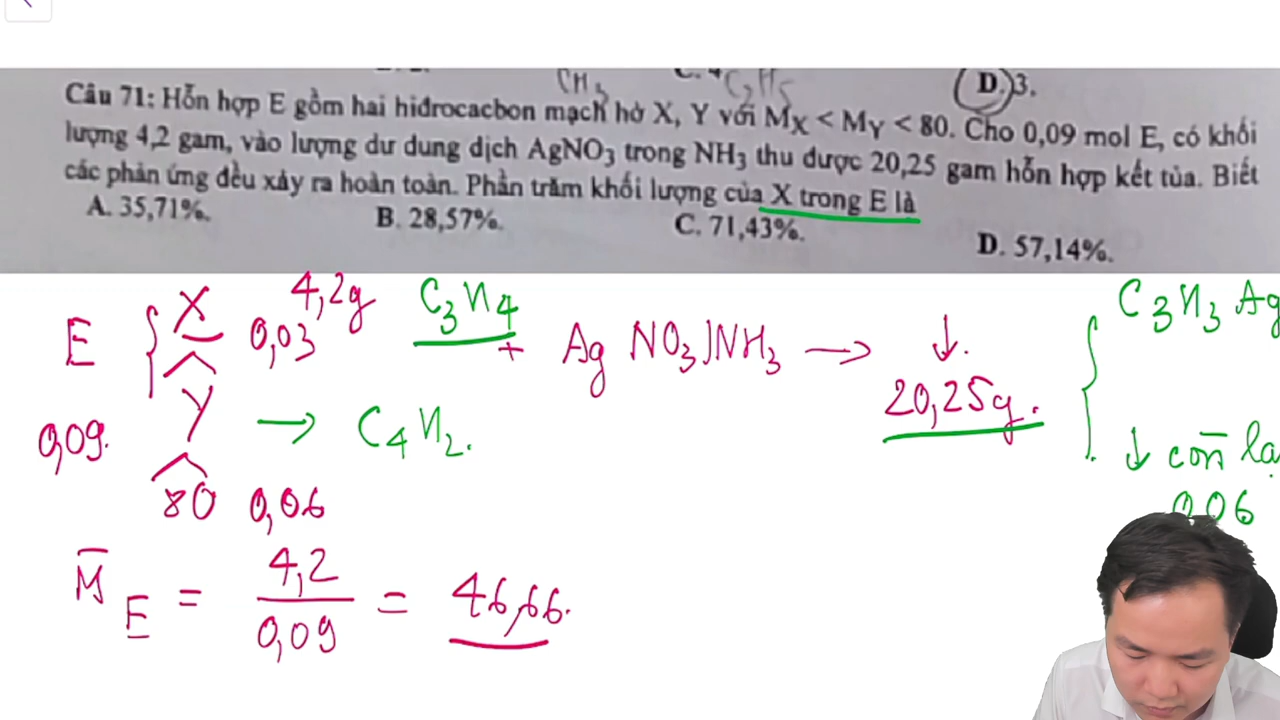 CH3 C. 4 C2H5 D. 3.
Câu 71: Hỗn hợp E gồm hai hiđrocacbon mạch hở X, Y với MX < MY < 80. Cho 0,09 mol E, có khối
lượng 4,2 gam, vào lượng dư dung dịch AgNO3 trong NH3 thu được 20,25 gam hỗn hợp kết tủa. Biết
các phản ứng đều xảy ra hoàn toàn. Phần trăm khối lượng của X trong E là
A. 35,71%. B. 28,57%. C. 71,43%. D. 57,14%.
4,2g
E { X 0,03 C3H4 + AgNO3/NH3 → ↓. { C3H3Ag
20,25g.
0,09. Y → C4H2. ↓ còn lạ
80 0,06 0,06
M̄E = 4,2 / 0,09 = 46,66.